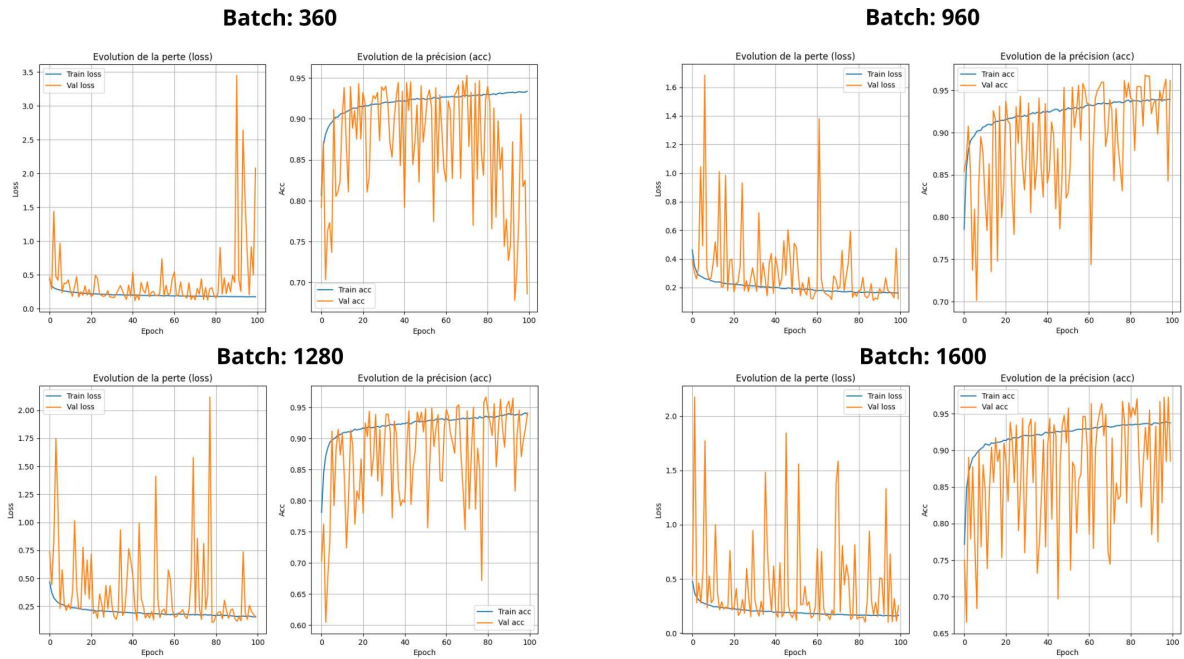 Batch: 360
Evolution de la perte (loss)
Train loss
Val loss
3.5
3.0
2.5
2.0
1.5
1.0
0.5
0.0
Loss
0 20 40 60 80 100
Epoch
Evolution de la précision (acc)
0.95
0.90
0.85
0.80
0.75
0.70
Acc
Train acc
Val acc
0 20 40 60 80 100
Epoch
Batch: 960
Evolution de la perte (loss)
Train loss
Val loss
1.6
1.4
1.2
1.0
0.8
0.6
0.4
0.2
Loss
0 20 40 60 80 100
Epoch
Evolution de la précision (acc)
Train acc
Val acc
0.95
0.90
0.85
0.80
0.75
0.70
Acc
0 20 40 60 80 100
Epoch
Batch: 1280
Evolution de la perte (loss)
Train loss
Val loss
2.00
1.75
1.50
1.25
1.00
0.75
0.50
0.25
Loss
0 20 40 60 80 100
Epoch
Evolution de la précision (acc)
0.95
0.90
0.85
0.80
0.75
0.70
0.65
0.60
Acc
Train acc
Val acc
0 20 40 60 80 100
Epoch
Batch: 1600
Evolution de la perte (loss)
Train loss
Val loss
2.0
1.5
1.0
0.5
0.0
Loss
0 20 40 60 80 100
Epoch
Evolution de la précision (acc)
Train acc
Val acc
0.95
0.90
0.85
0.80
0.75
0.70
0.65
Acc
0 20 40 60 80 100
Epoch